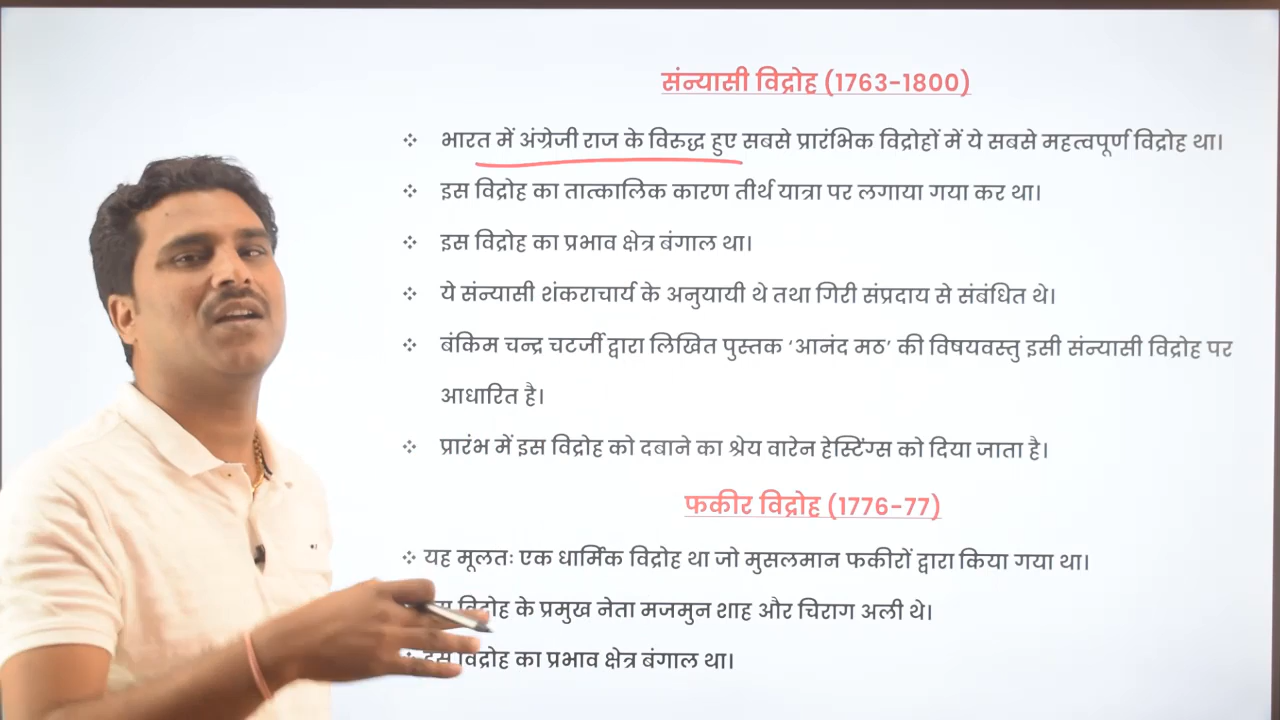 संन्यासी विद्रोह (1763-1800)
❖ भारत में अंग्रेजी राज के विरुद्ध हुए सबसे प्रारंभिक विद्रोहों में ये सबसे महत्वपूर्ण विद्रोह था।
❖ इस विद्रोह का तात्कालिक कारण तीर्थ यात्रा पर लगाया गया कर था।
❖ इस विद्रोह का प्रभाव क्षेत्र बंगाल था।
❖ ये संन्यासी शंकराचार्य के अनुयायी थे तथा गिरी संप्रदाय से संबंधित थे।
❖ बंकिम चन्द्र चटर्जी द्वारा लिखित पुस्तक ‘आनंद मठ’ की विषयवस्तु इसी संन्यासी विद्रोह पर
आधारित है।
❖ प्रारंभ में इस विद्रोह को दबाने का श्रेय वारेन हेस्टिंग्स को दिया जाता है।
फकीर विद्रोह (1776-77)
❖ यह मूलतः एक धार्मिक विद्रोह था जो मुसलमान फकीरों द्वारा किया गया था।
विद्रोह के प्रमुख नेता मजमुन शाह और चिराग अली थे।
❖ इस विद्रोह का प्रभाव क्षेत्र बंगाल था।